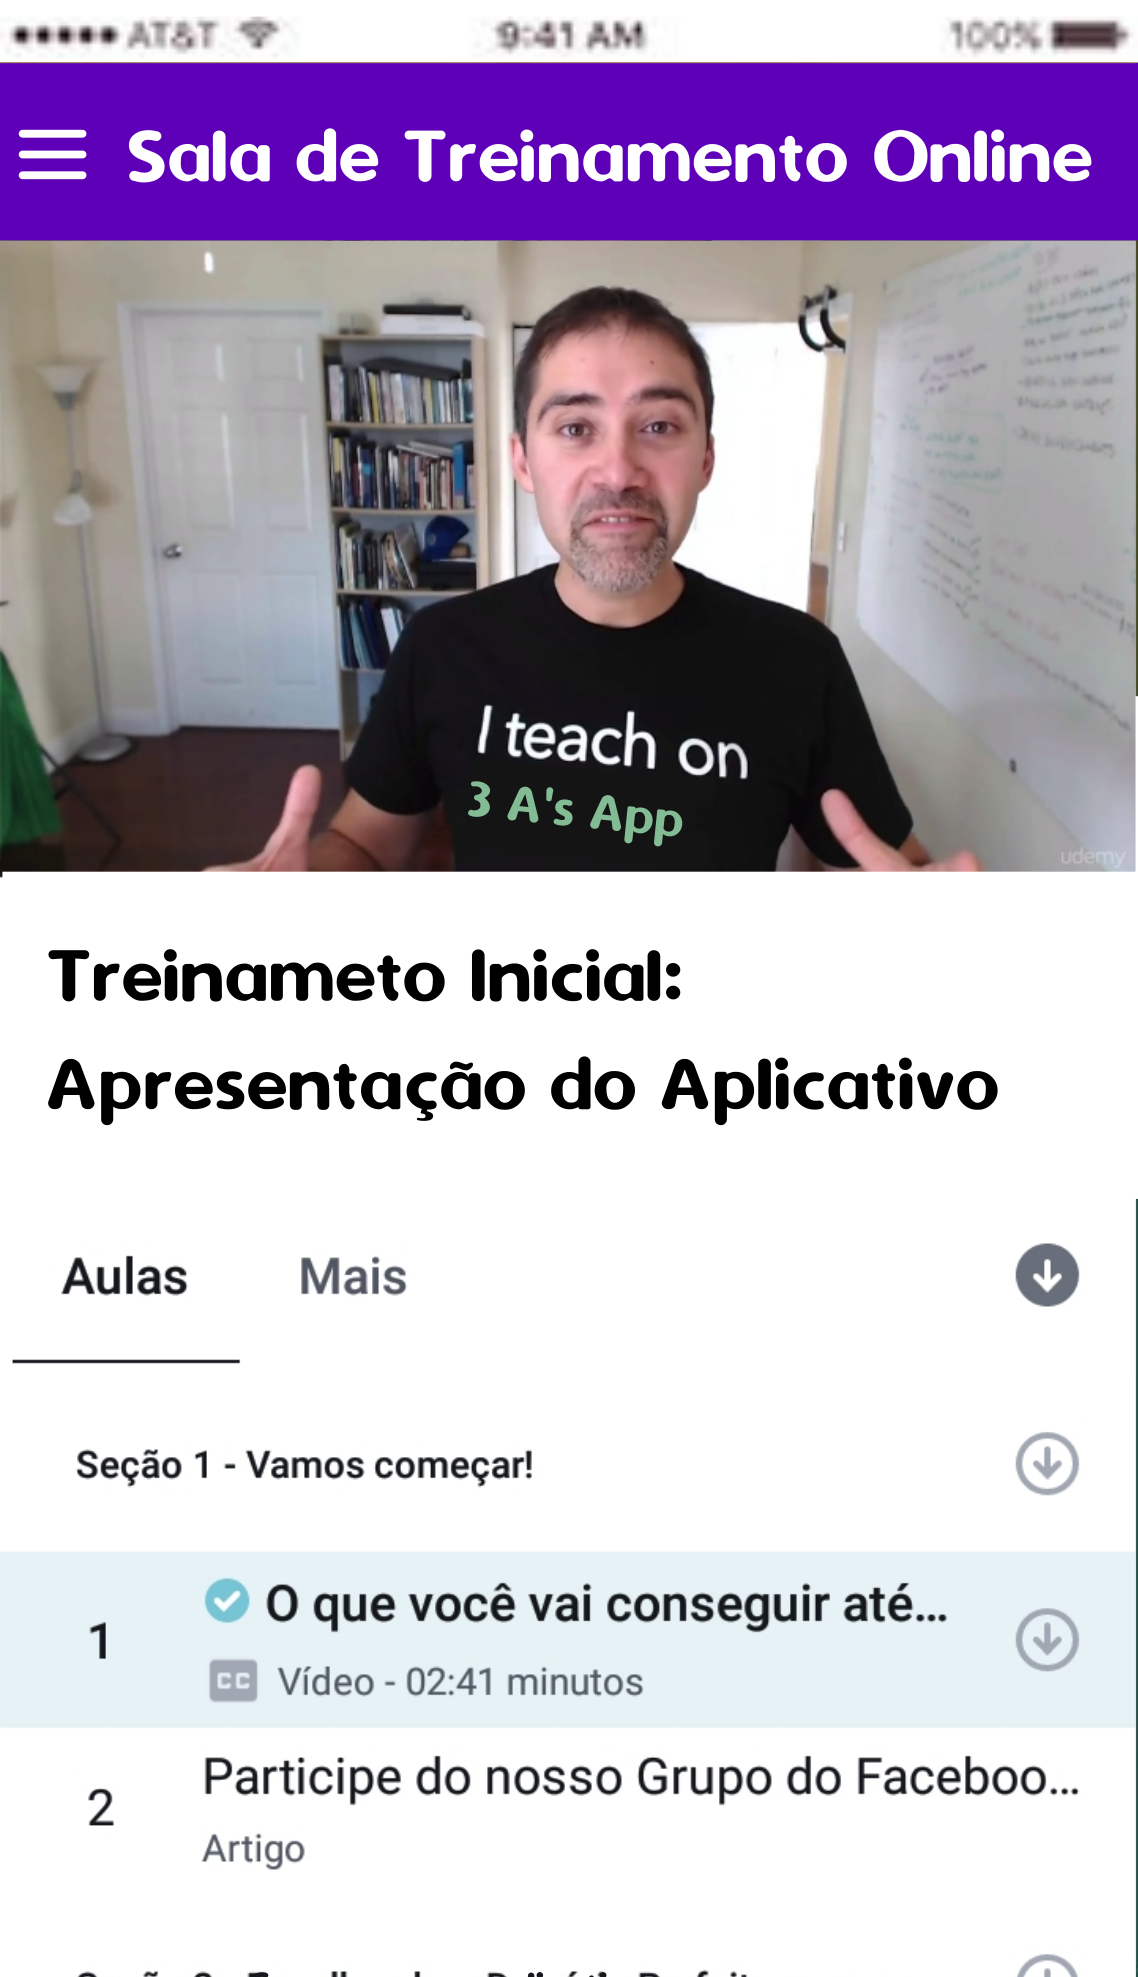 AT&T 9:41 AM 100%
Sala de Treinamento Online
I teach on
3 A's App
udemy
Treinameto Inicial:
Apresentação do Aplicativo
Aulas Mais
Seção 1 - Vamos começar!
1 O que você vai conseguir até...
CC Vídeo - 02:41 minutos
2 Participe do nosso Grupo do Faceboo...
Artigo